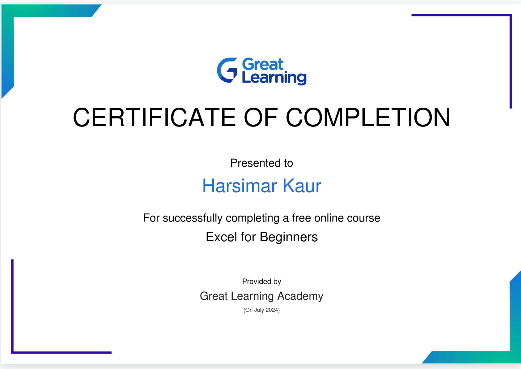 Great
Learning
CERTIFICATE OF COMPLETION
Presented to
Harsimar Kaur
For successfully completing a free online course
Excel for Beginners
Provided by
Great Learning Academy
(On July 2024)